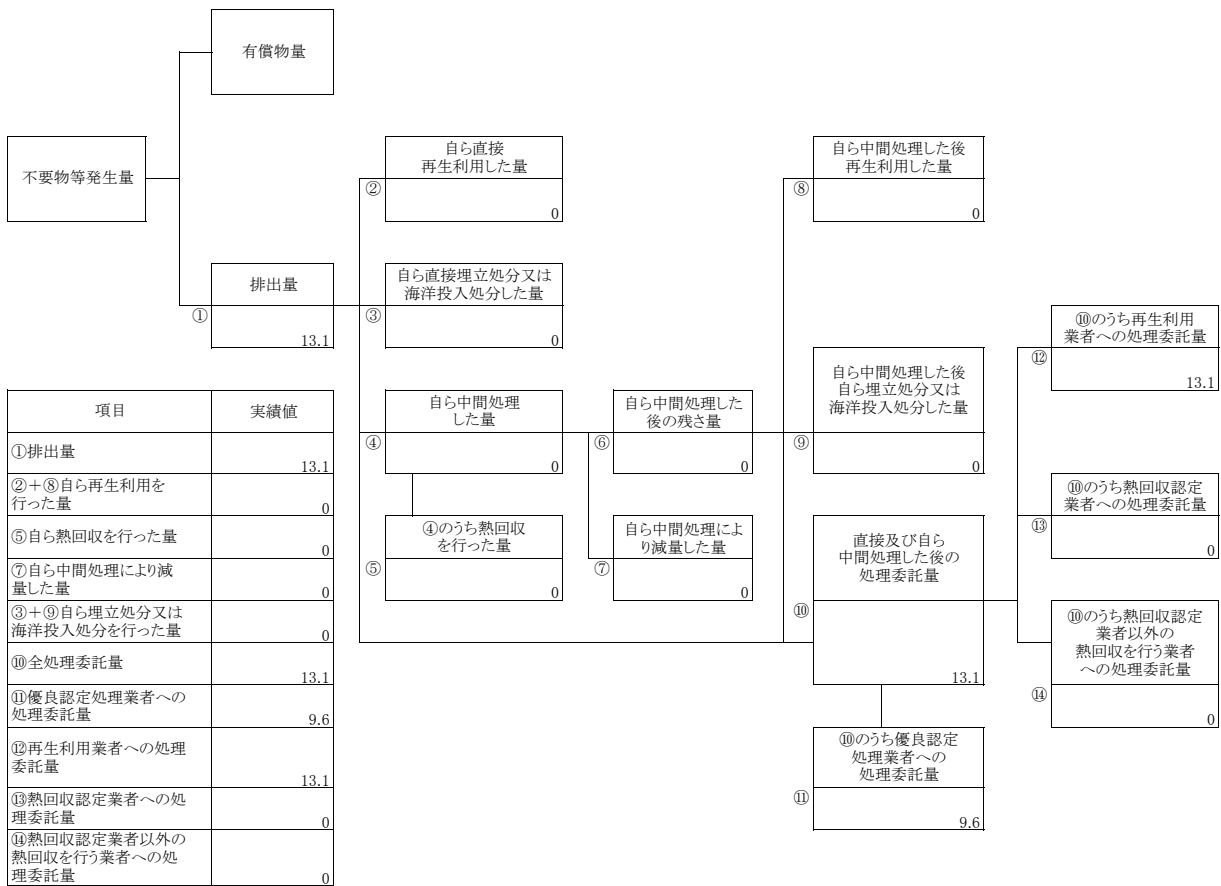 有償物量
不要物等発生量
自ら直接
再生利用した量
②
0
自ら中間処理した後
再生利用した量
⑧
0
排出量
①
13.1
自ら直接埋立処分又は
海洋投入処分した量
③
0
⑩のうち再生利用
業者への処理委託量
⑫
13.1
自ら中間処理した後
自ら埋立処分又は
海洋投入処分した量
⑨
0
自ら中間処理
した量
④
0
自ら中間処理した
後の残さ量
⑥
0
⑩のうち熱回収認定
業者への処理委託量
⑬
0
④のうち熱回収
を行った量
⑤
0
自ら中間処理によ
り減量した量
⑦
0
直接及び自ら
中間処理した後の
処理委託量
⑩
13.1
⑩のうち熱回収認定
業者以外の
熱回収を行う業者
への処理委託量
⑭
0
⑩のうち優良認定
処理業者への
処理委託量
⑪
9.6
項目 実績値
①排出量
13.1
②+⑧自ら再生利用を
行った量
0
⑤自ら熱回収を行った量
0
⑦自ら中間処理により減
量した量
0
③+⑨自ら埋立処分又は
海洋投入処分を行った量
0
⑩全処理委託量
13.1
⑪優良認定処理業者への
処理委託量
9.6
⑫再生利用業者への処理
委託量
13.1
⑬熱回収認定業者への処
理委託量
0
⑭熱回収認定業者以外の
熱回収を行う業者への処
理委託量
0